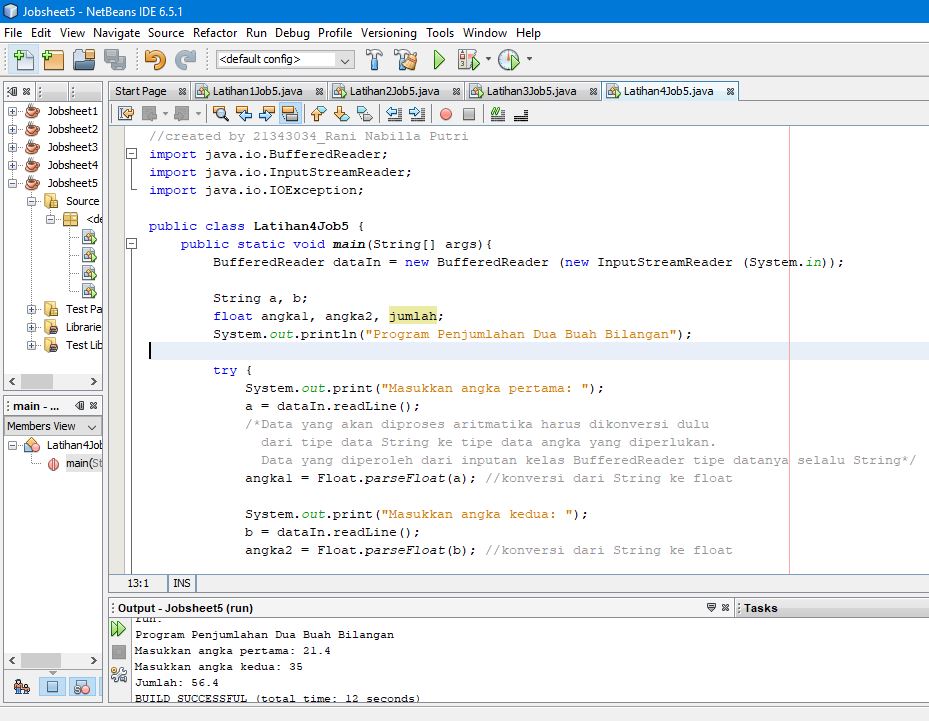 Jobsheet5 - NetBeans IDE 6.5.1
File Edit View Navigate Source Refactor Run Debug Profile Versioning Tools Window Help
<default config>
Start Page Latihan1Job5.java Latihan2Job5.java Latihan3Job5.java Latihan4Job5.java
Jobsheet1
Jobsheet2
Jobsheet3
Jobsheet4
Jobsheet5
Source
<de
Test Pa
Librarie
Test Lib
main - ...
Members View
Latihan4Job
main(St
//created by 21343034_Rani Nabilla Putri
import java.io.BufferedReader;
import java.io.InputStreamReader;
import java.io.IOException;
public class Latihan4Job5 {
public static void main(String[] args){
BufferedReader dataIn = new BufferedReader (new InputStreamReader (System.in));
String a, b;
float angka1, angka2, jumlah;
System.out.println("Program Penjumlahan Dua Buah Bilangan");
try {
System.out.print("Masukkan angka pertama: ");
a = dataIn.readLine();
/*Data yang akan diproses aritmatika harus dikonversi dulu
dari tipe data String ke tipe data angka yang diperlukan.
Data yang diperoleh dari inputan kelas BufferedReader tipe datanya selalu String*/
angka1 = Float.parseFloat(a); //konversi dari String ke float
System.out.print("Masukkan angka kedua: ");
b = dataIn.readLine();
angka2 = Float.parseFloat(b); //konversi dari String ke float
13:1 INS
Output - Jobsheet5 (run)
Tasks
run:
Program Penjumlahan Dua Buah Bilangan
Masukkan angka pertama: 21.4
Masukkan angka kedua: 35
Jumlah: 56.4
BUILD SUCCESSFUL (total time: 12 seconds)